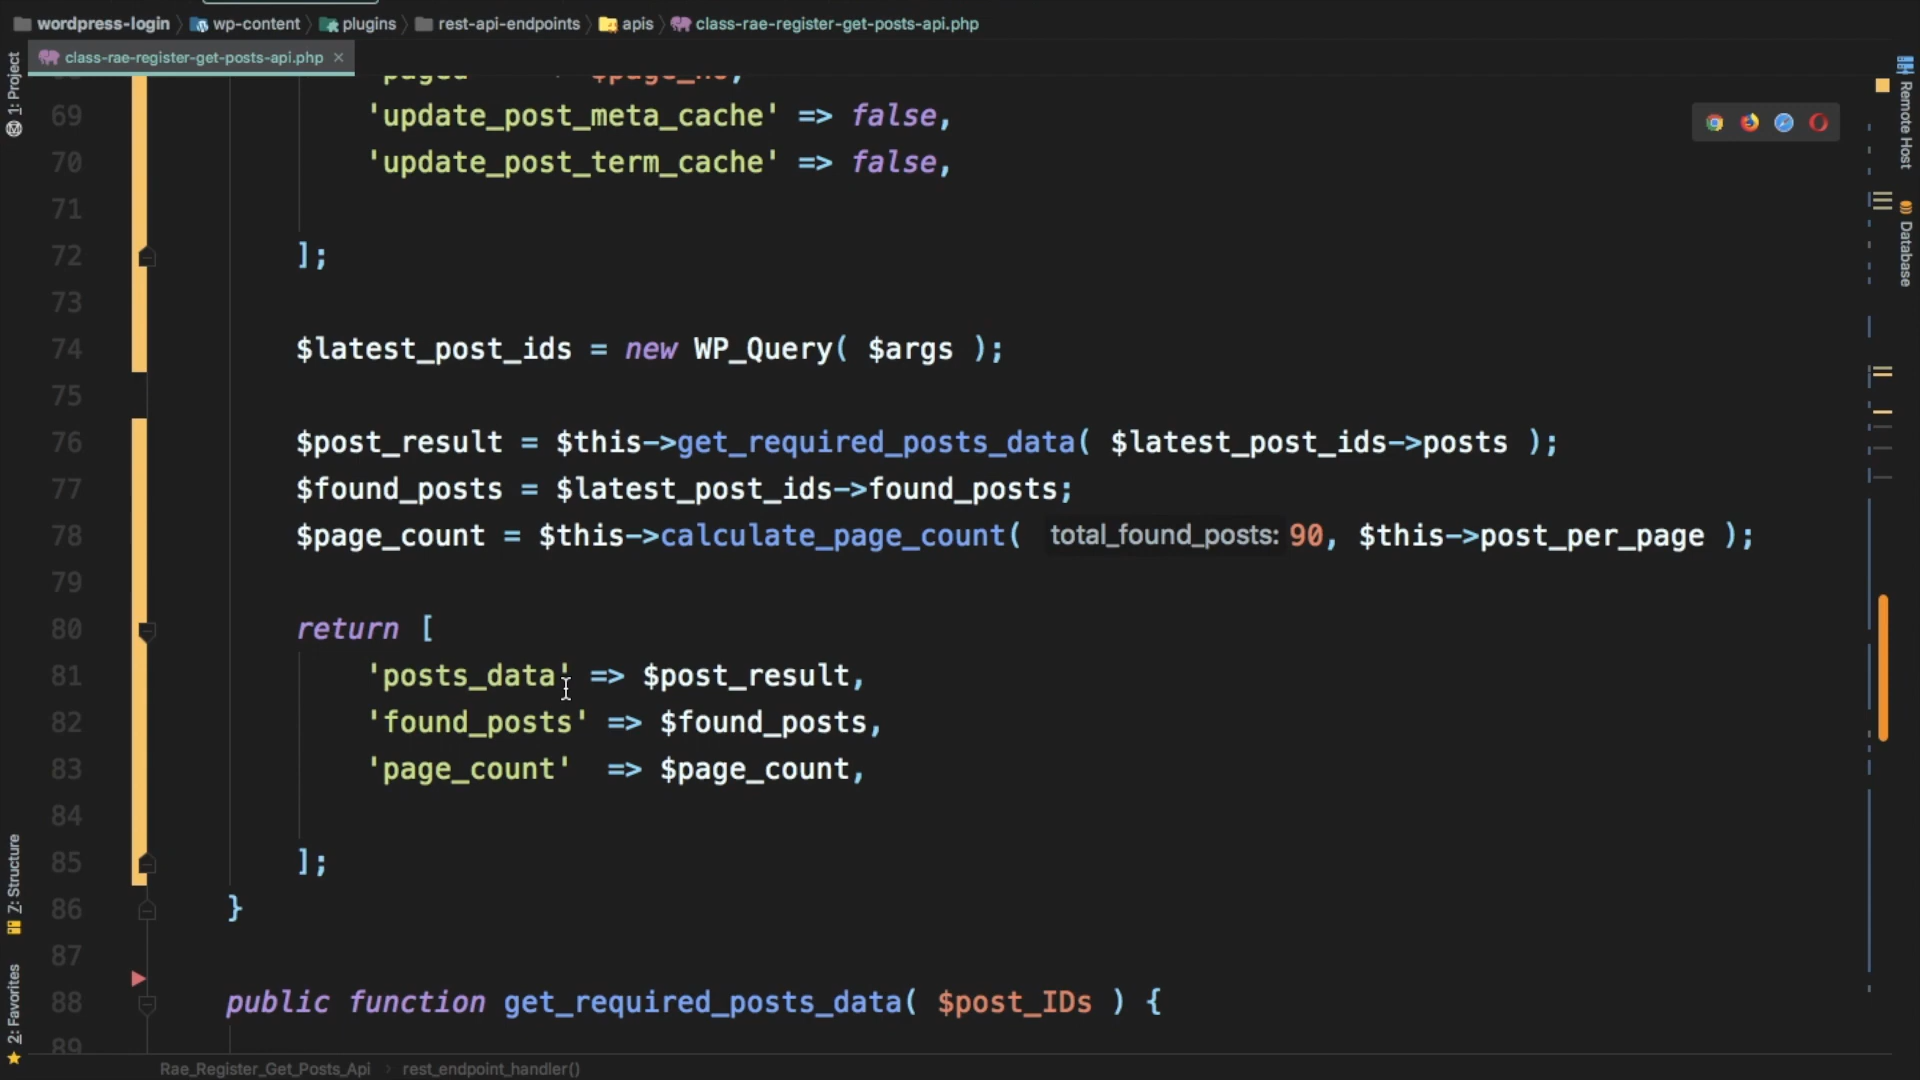 wordpress-login wp-content plugins rest-api-endpoints apis class-rae-register-get-posts-api.php
class-rae-register-get-posts-api.php
1: Project
Remote Host
Database
'paged => $page_no,
69 'update_post_meta_cache' => false,
70 'update_post_term_cache' => false,
71
72 ];
73
74 $latest_post_ids = new WP_Query( $args );
75
76 $post_result = $this->get_required_posts_data( $latest_post_ids->posts );
77 $found_posts = $latest_post_ids->found_posts;
78 $page_count = $this->calculate_page_count( total_found_posts: 90, $this->post_per_page );
79
80 return [
81 'posts_data' => $post_result,
82 'found_posts' => $found_posts,
83 'page_count' => $page_count,
84
85 ];
86 }
87
88 public function get_required_posts_data( $post_IDs ) {
89
Z: Structure
2: Favorites
Rae_Register_Get_Posts_Api rest_endpoint_handler()